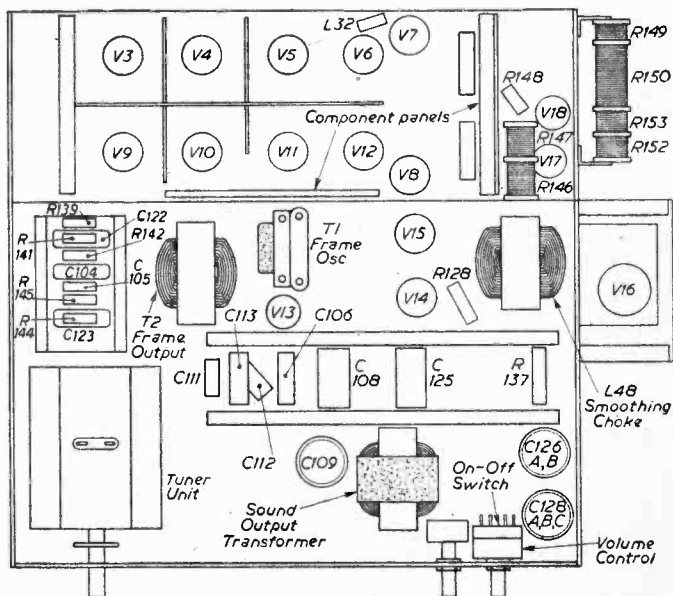 L32
V7
V3
V4
V5
V6
R149
R150
R148
V18
R153
R152
Component panels
R147
V17
R146
V9
V10
V11
V12
V8
R139
C122
R142
R
141
C104
C
105
R
145
R
144
C123
T1
Frame
Osc
V15
V14
R128
V16
V13
T2
Frame
Output
C113
C106
C111
C
108
C
125
R
137
L48
Smoothing
Choke
C112
C109
C126
A,B
On-Off
Switch
Tuner
Unit
Sound
Output
Transformer
C128
A,B,C
Volume
Control